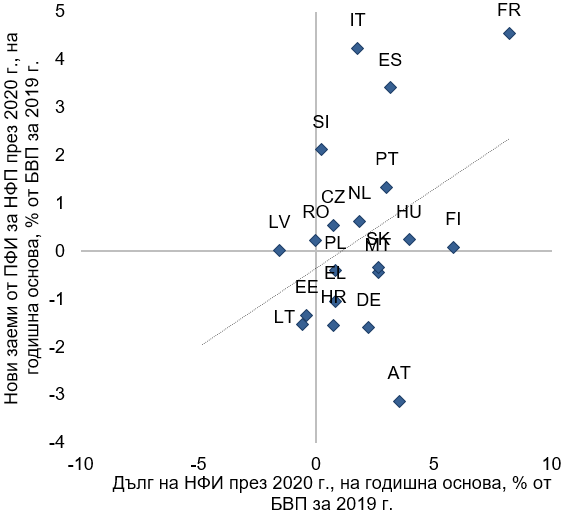 Нови заеми от ПФИ за НФП през 2020 г., на
годишна основа, % от БВП за 2019 г.
5
4
3
2
1
0
-1
-2
-3
-4
FR
IT
ES
SI
PT
CZ
NL
RO
HU
LV
FI
SK
PL
MT
EL
EE
HR
DE
LT
AT
-10
-5
0
5
10
Дълг на НФИ през 2020 г., на годишна основа, % от
БВП за 2019 г.